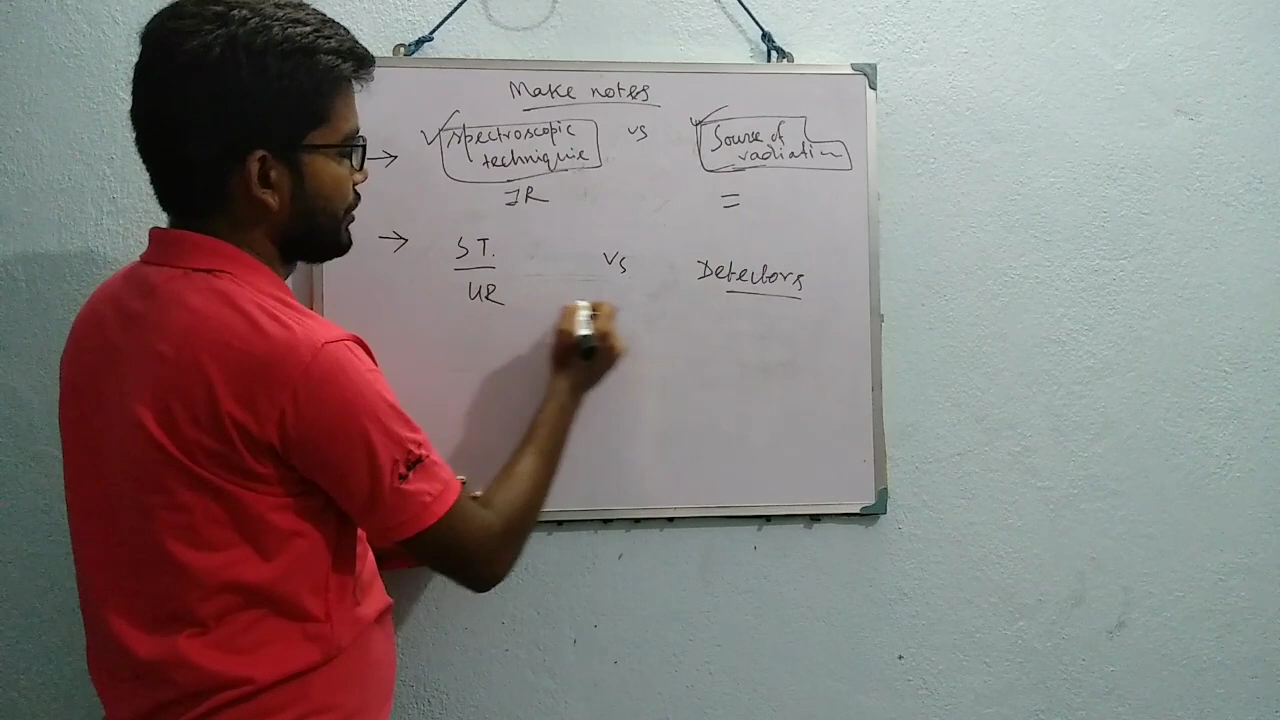 Make notes
→ spectroscopic vs Source of
technique radiation
IR =
→ S T. vs Detectors
UR